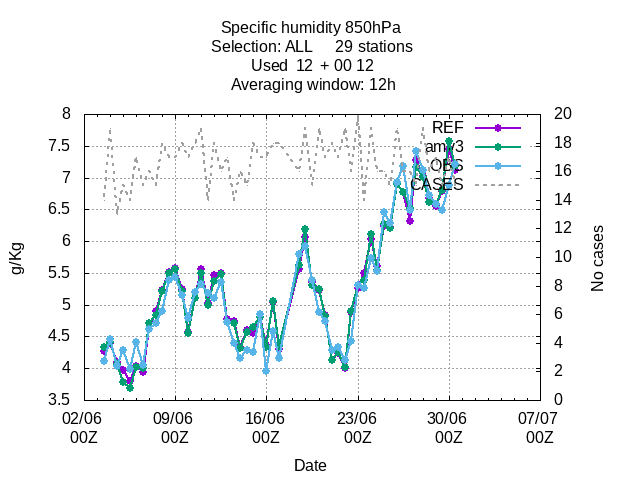 Specific humidity 850hPa
Selection: ALL 29 stations
Used 12 + 00 12
Averaging window: 12h
8
7.5
7
6.5
6
5.5
5
4.5
4
3.5
g/Kg
20
18
16
14
12
10
8
6
4
2
0
No cases
REF
amv3
OBS
CASES
02/06 09/06 16/06 23/06 30/06 07/07
00Z 00Z 00Z 00Z 00Z 00Z
Date